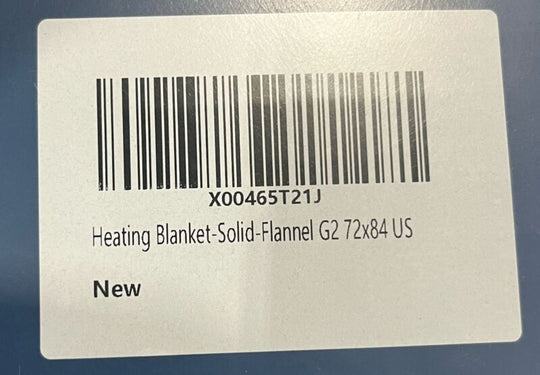 X00465T21J
Heating Blanket-Solid-Flannel G2 72x84 US
New